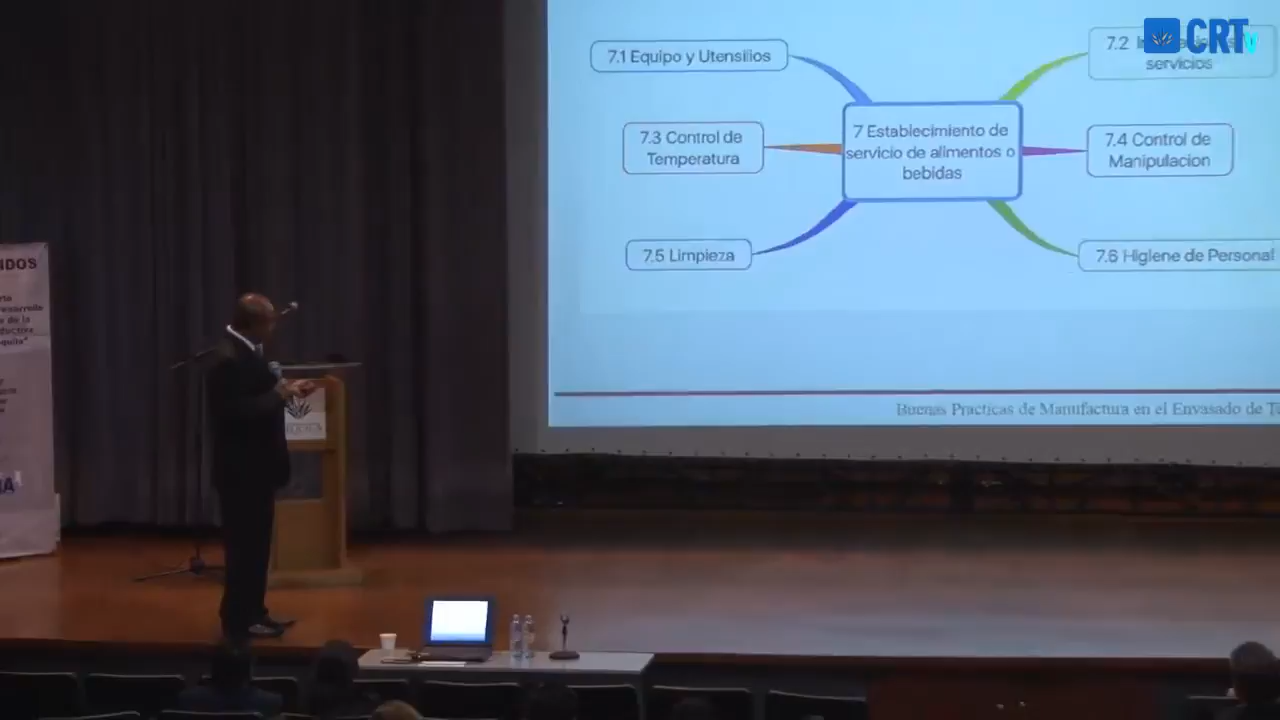 CRTV
7.1 Equipo y Utensilios
7.2
servicios
7.3 Control de
Temperatura
7 Establecimiento de
servicio de alimentos o
bebidas
7.4 Control de
Manipulacion
7.5 Limpieza
7.6 Higiene de Personal
Buenas Practicas de Manufactura en el Envasado de